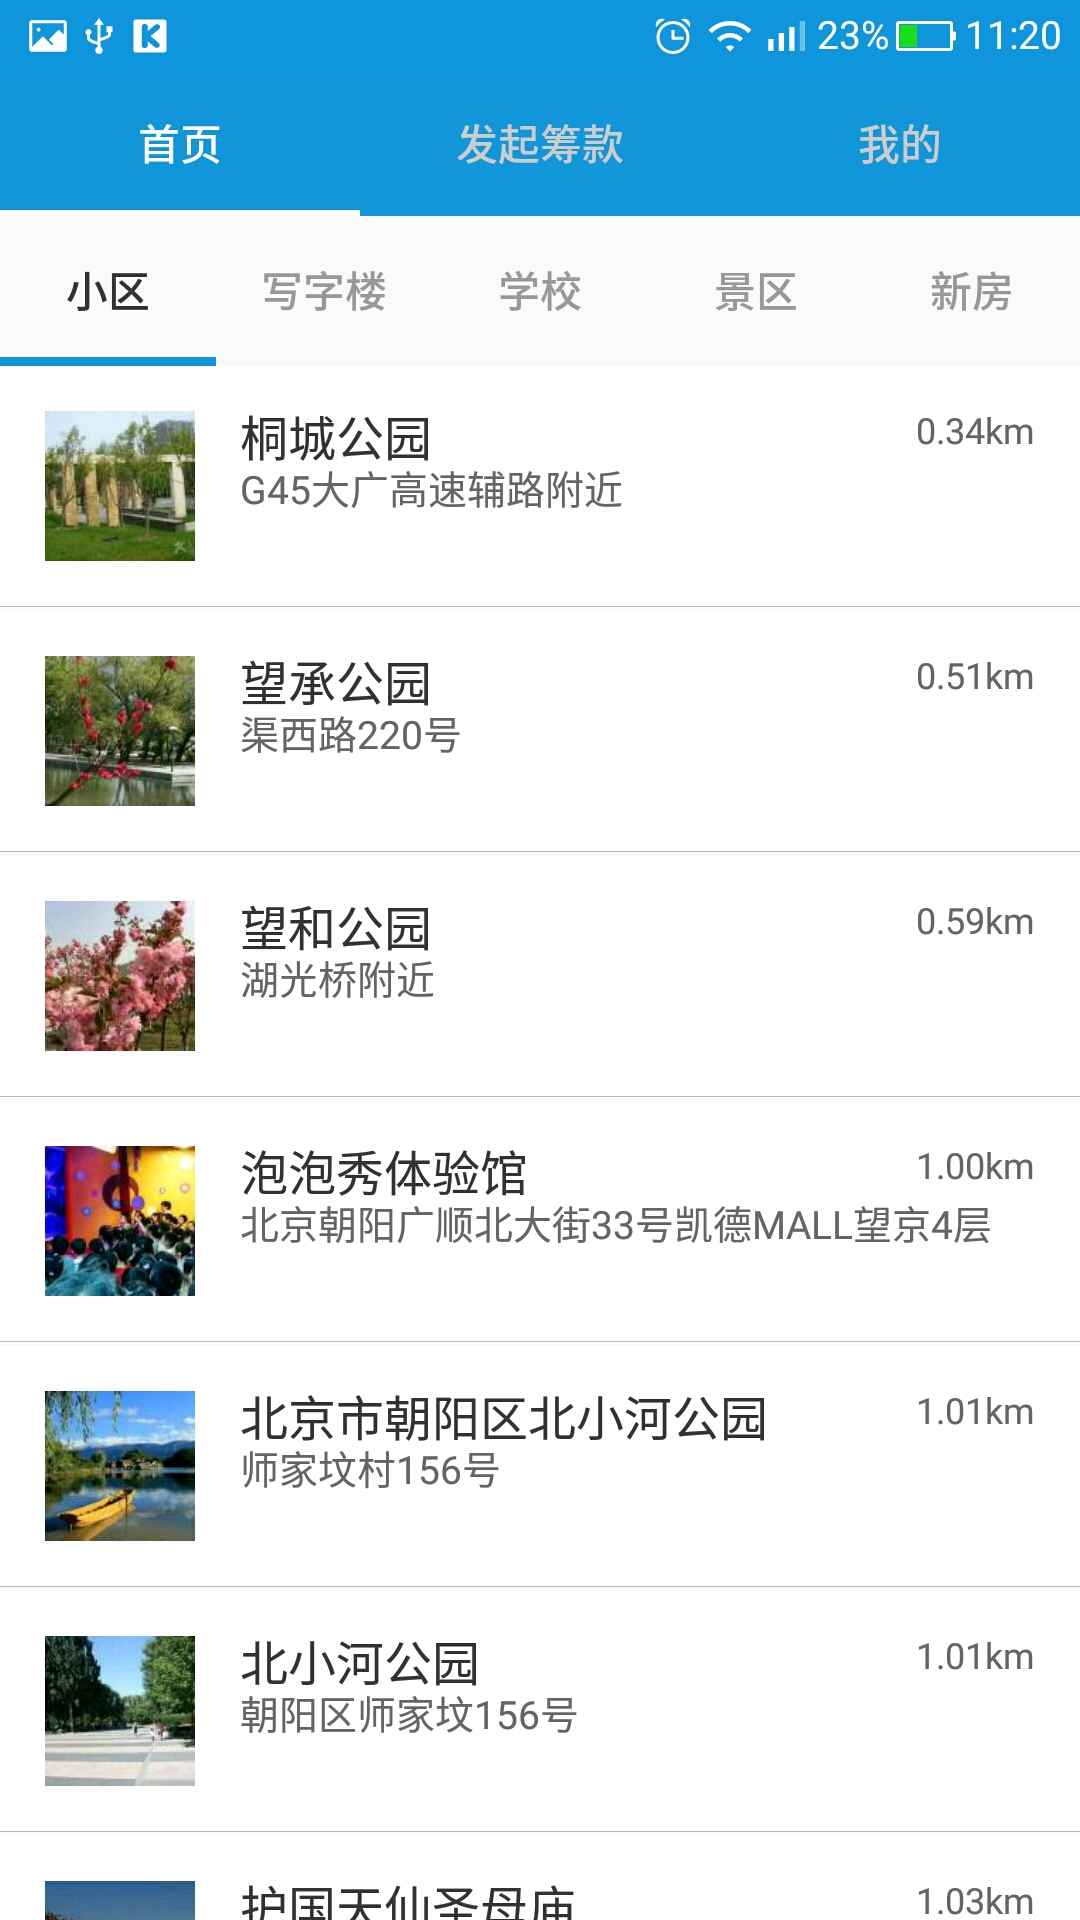 23% 11:20
首页 发起筹款 我的
小区 写字楼 学校 景区 新房
桐城公园 0.34km
G45大广高速辅路附近
望承公园 0.51km
渠西路220号
望和公园 0.59km
湖光桥附近
泡泡秀体验馆 1.00km
北京朝阳广顺北大街33号凯德MALL望京4层
北京市朝阳区北小河公园 1.01km
师家坟村156号
北小河公园 1.01km
朝阳区师家坟156号
护国天仙圣母庙 1.03km